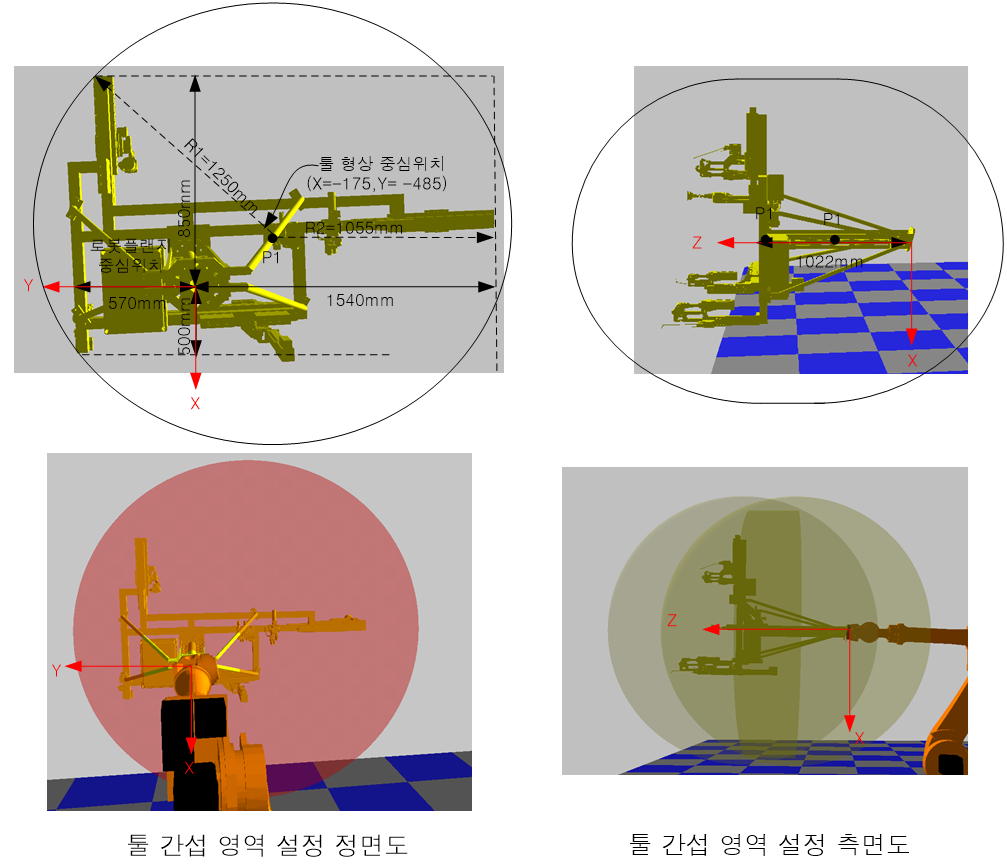 R1=1250mm
850mm
툴 형상 중심위치
(X=-175,Y= -485)
R2=1055mm
P1
로봇플랜지
중심위치
Y
570mm
1540mm
500mm
X
P1
P1
Z
1022mm
X
Y
X
툴 간섭 영역 설정 정면도
Z
X
툴 간섭 영역 설정 측면도